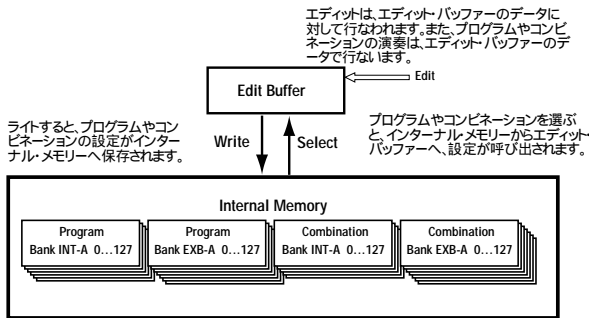 エディットは、エディット・バッファーのデータに
対して行なわれます。また、プログラムやコンビ
ネーションの演奏は、エディット・バッファーのデー
タで行ないます。
Edit
Edit Buffer
ライトすると、プログラムやコン
ビネーションの設定がインター
ナル・メモリーへ保存されます。
Write
Select
プログラムやコンビネーションを選ぶ
と、インターナル・メモリーからエディット・
バッファーへ、設定が呼び出されます。
Internal Memory
Program
Bank INT-A 0...127
Program
Bank EXB-A 0...127
Combination
Bank INT-A 0...127
Combination
Bank EXB-A 0...127